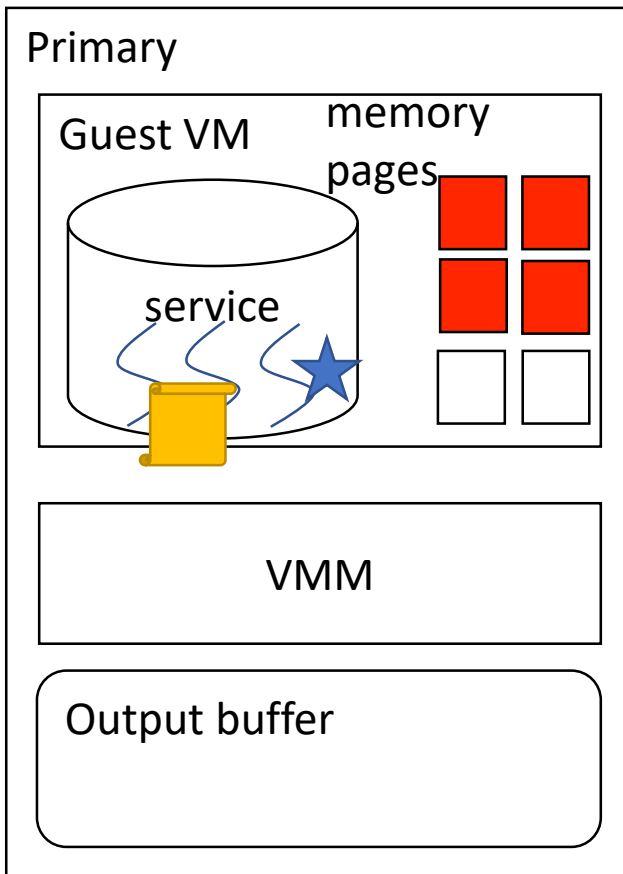 Primary
Guest VM
memory
pages
service
VMM
Output buffer